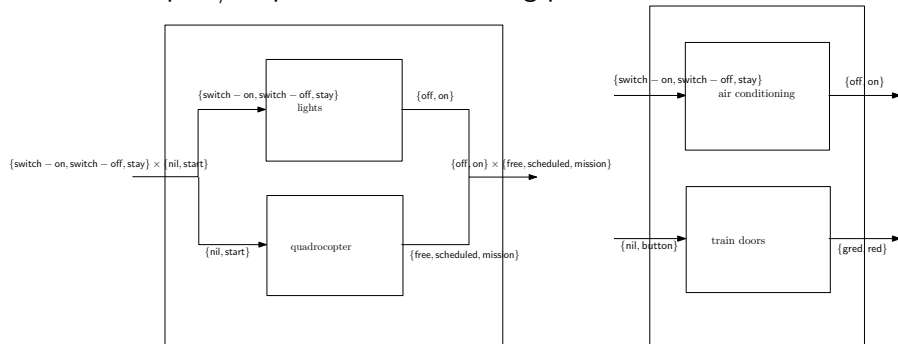 {switch − on, switch − off, stay}
lights
{off, on}
{switch − on, switch − off, stay} × {nil, start}
{off, on} × {free, scheduled, mission}
quadrocopter
{nil, start}
{free, scheduled, mission}
{switch − on, switch − off, stay}
air conditioning
{off, on}
train doors
{nil, button}
{gred, red}